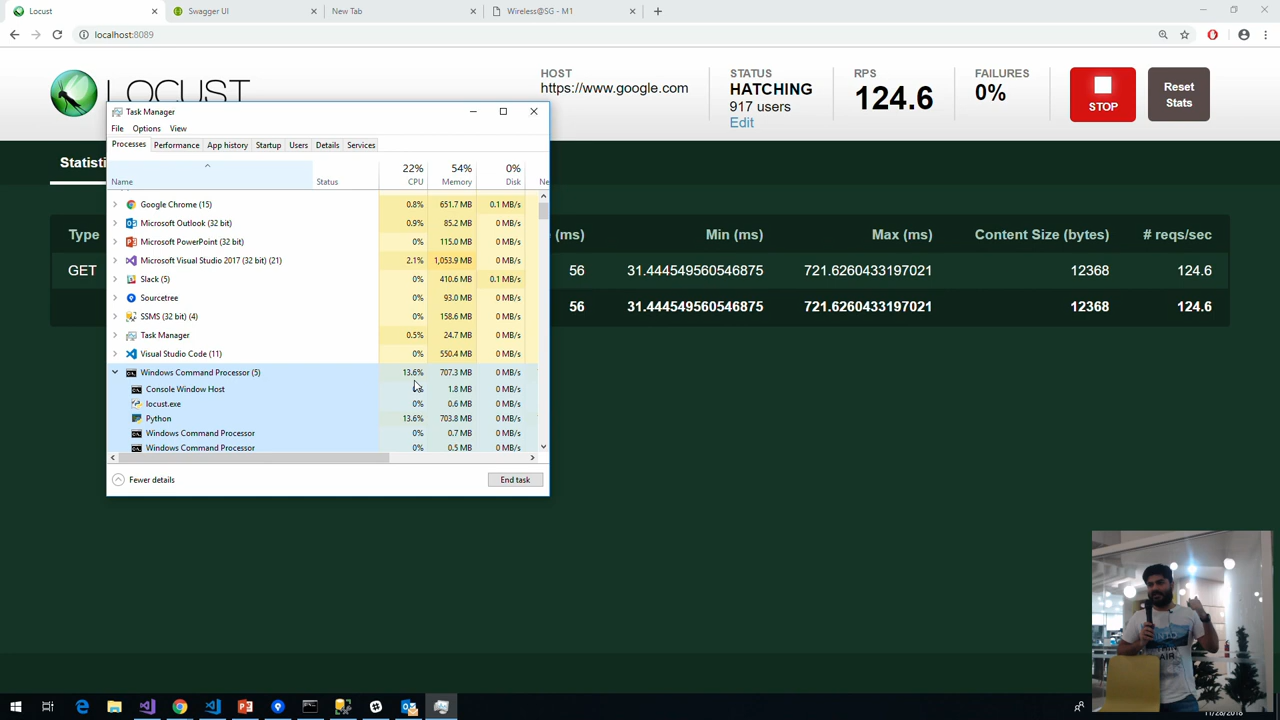 Locust
Swagger UI
New Tab
Wireless@SG - M1
localhost:8089
LOCUST
HOST
https://www.google.com
STATUS
HATCHING
917 users
Edit
RPS
124.6
FAILURES
0%
STOP
Reset
Stats
Task Manager
File Options View
Processes Performance App history Startup Users Details Services
22% 54% 0%
Name Status CPU Memory Disk Ne
Google Chrome (15) 0.8% 651.7 MB 0.1 MB/s
Microsoft Outlook (32 bit) 0.9% 85.2 MB 0 MB/s
Microsoft PowerPoint (32 bit) 0% 115.0 MB 0 MB/s
Microsoft Visual Studio 2017 (32 bit) (21) 2.1% 1,053.9 MB 0 MB/s
Slack (5) 0% 410.6 MB 0.1 MB/s
Sourcetree 0% 93.0 MB 0 MB/s
SSMS (32 bit) (4) 0% 158.6 MB 0 MB/s
Task Manager 0.5% 24.7 MB 0 MB/s
Visual Studio Code (11) 0% 550.4 MB 0 MB/s
Windows Command Processor (5) 13.6% 707.3 MB 0 MB/s
Console Window Host 1.8 MB 0 MB/s
locust.exe 0% 0.6 MB 0 MB/s
Python 13.6% 703.8 MB 0 MB/s
Windows Command Processor 0% 0.7 MB 0 MB/s
Windows Command Processor 0% 0.5 MB 0 MB/s
Fewer details
End task
Statisti
Type (ms) Min (ms) Max (ms) Content Size (bytes) # reqs/sec
GET 56 31.444549560546875 721.6260433197021 12368 124.6
56 31.444549560546875 721.6260433197021 12368 124.6
11/28/2018